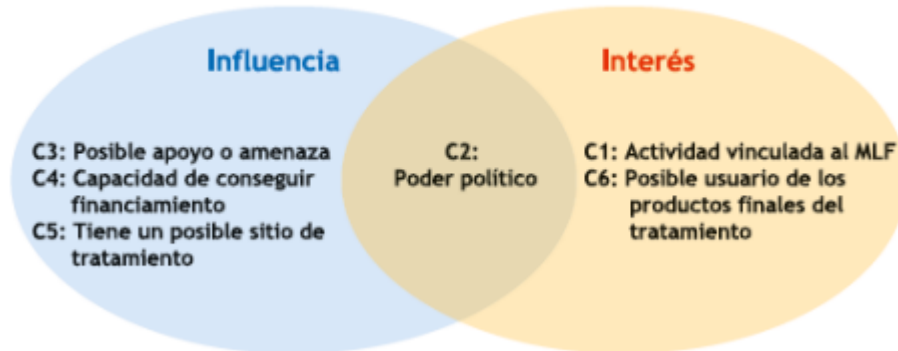 Influencia
Interés
C3: Posible apoyo o amenaza
C4: Capacidad de conseguir
financiamiento
C5: Tiene un posible sitio de
tratamiento
C2:
Poder político
C1: Actividad vinculada al MLF
C6: Posible usuario de los
productos finales del
tratamiento